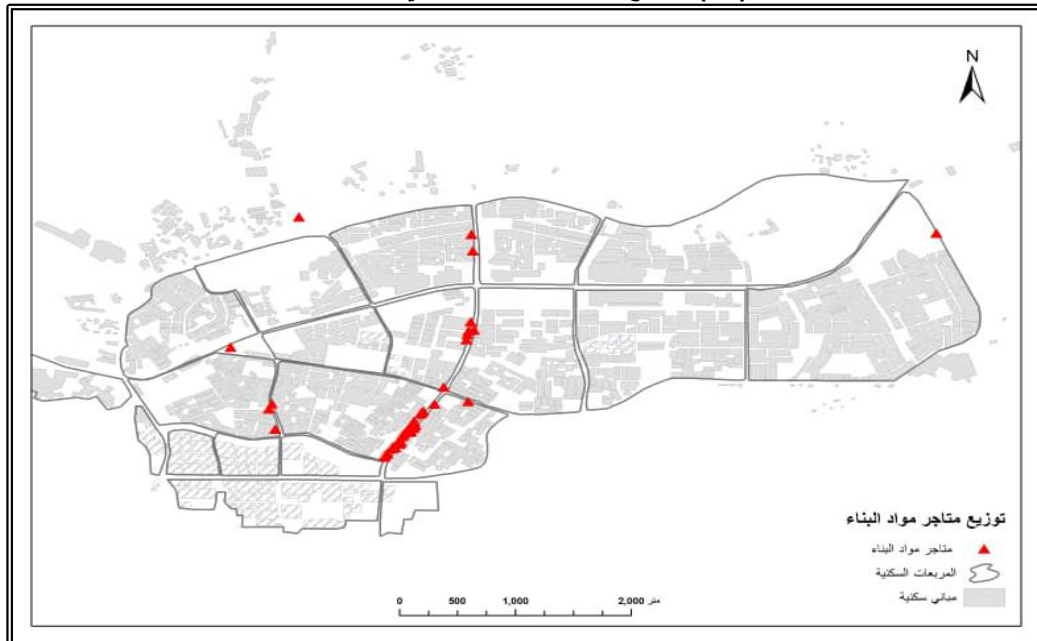 N
توزيع متاجر مواد البناء
متاجر مواد البناء
المربعات السكنية
مباني سكنية
0 500 1,000 2,000 متر